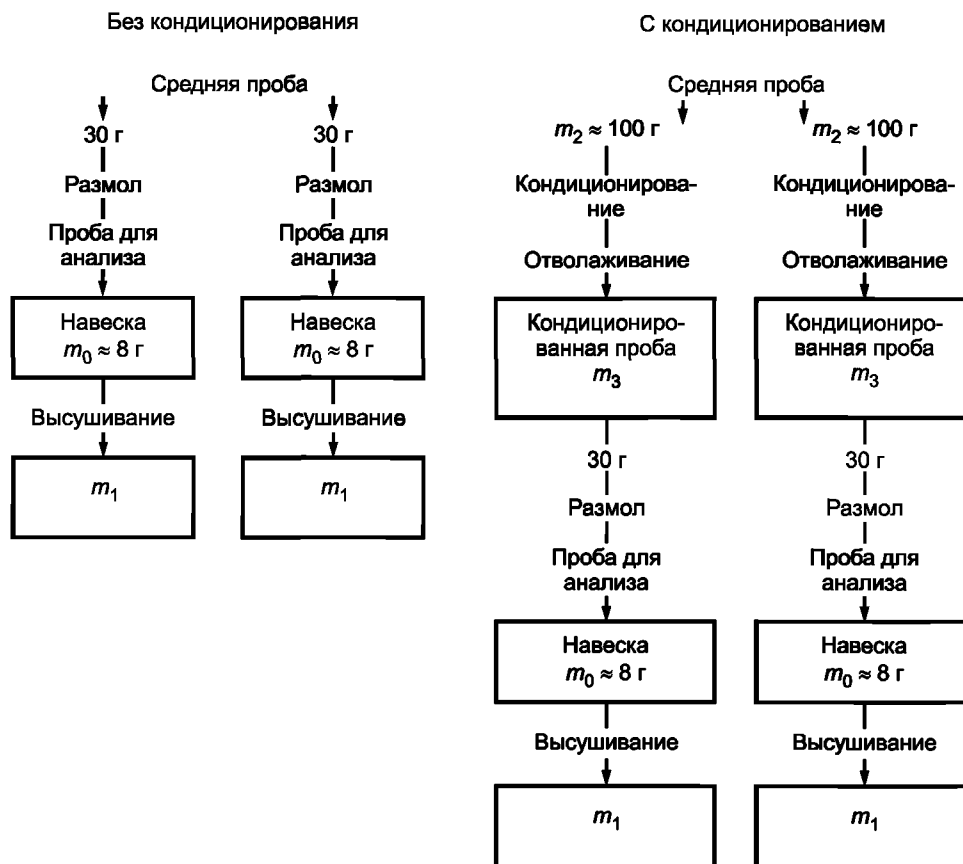 Без кондиционирования
Средняя проба
30 г 30 г
Размол Размол
Проба для Проба для
анализа анализа
Навеска Навеска
m0 ≈ 8 г m0 ≈ 8 г
Высушивание Высушивание
m1 m1
С кондиционированием
Средняя проба
m2 ≈ 100 г m2 ≈ 100 г
Кондиционирова- Кондиционирова-
ние ние
Отволаживание Отволаживание
Кондициониро- Кондициониро-
ванная проба ванная проба
m3 m3
30 г 30 г
Размол Размол
Проба для Проба для
анализа анализа
Навеска Навеска
m0 ≈ 8 г m0 ≈ 8 г
Высушивание Высушивание
m1 m1